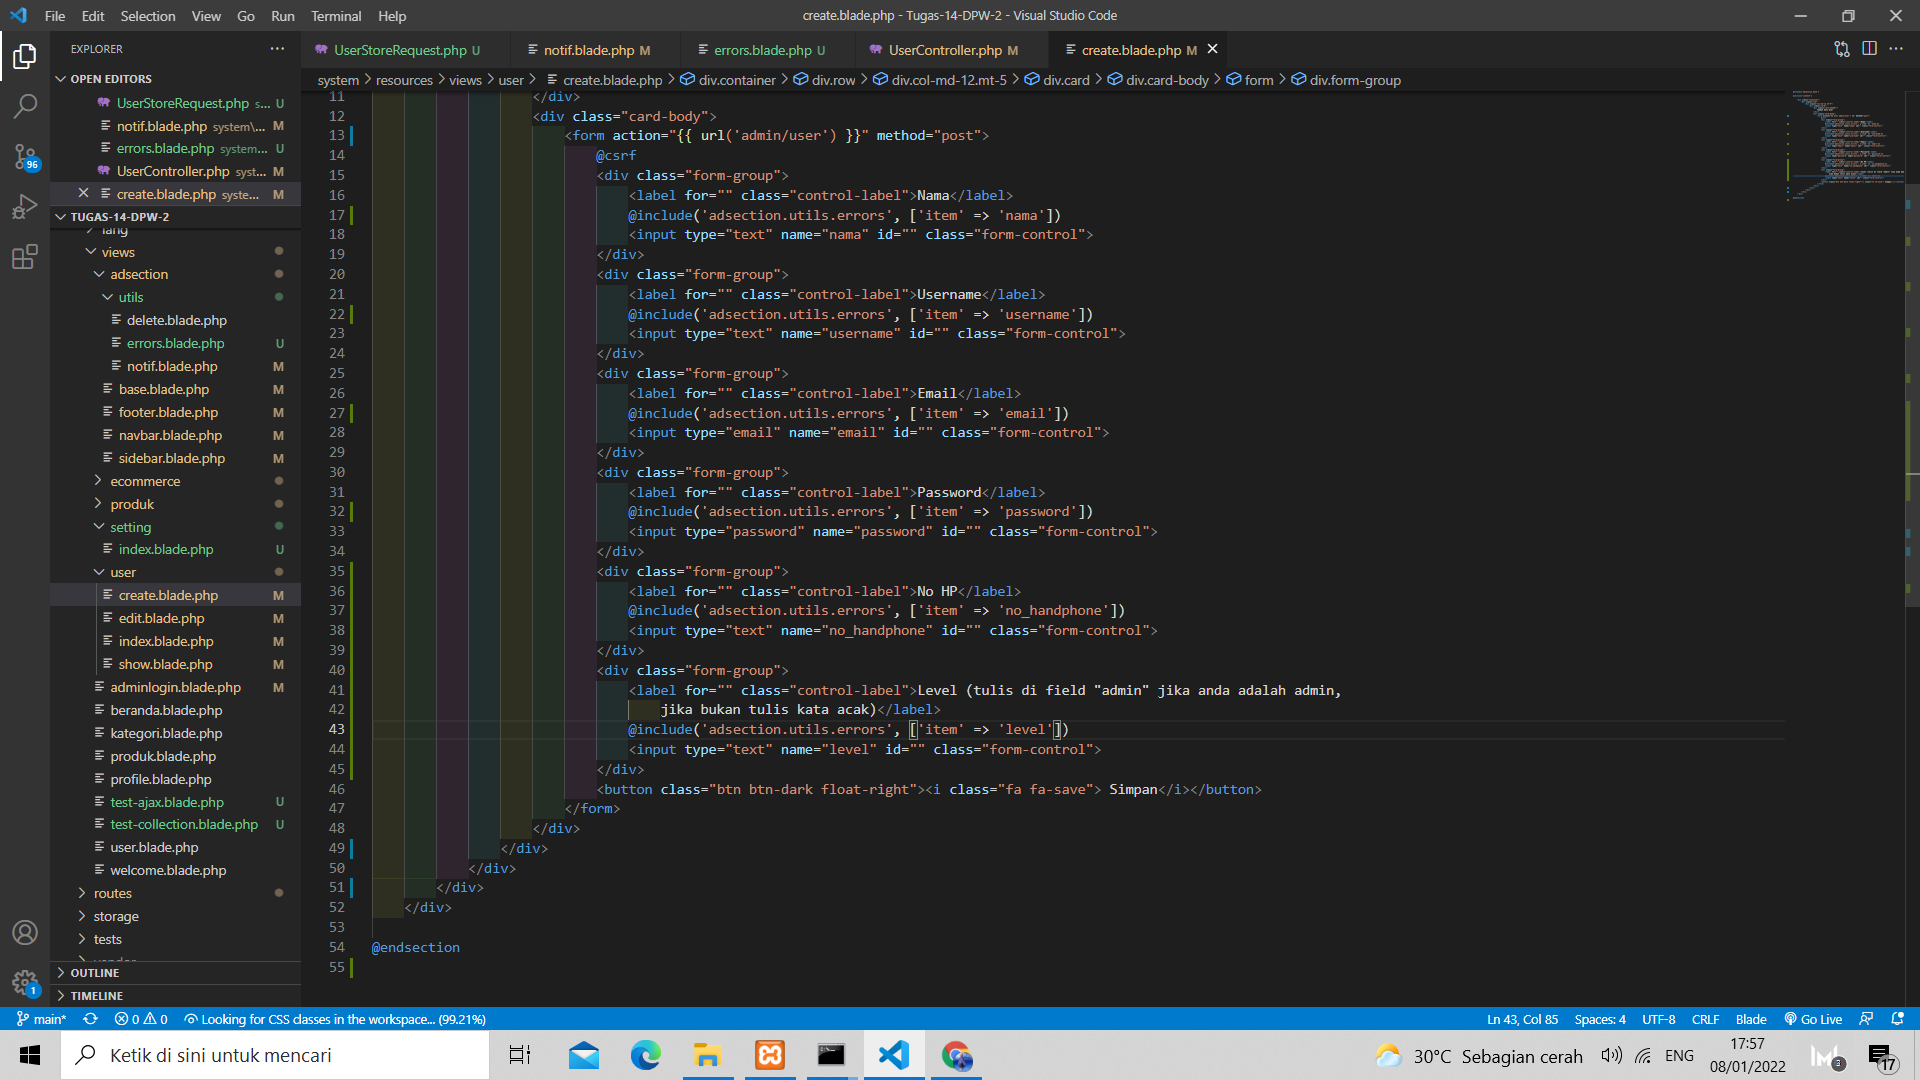 File Edit Selection View Go Run Terminal Help
create.blade.php - Tugas-14-DPW-2 - Visual Studio Code
EXPLORER
UserStoreRequest.php U
notif.blade.php M
errors.blade.php U
UserController.php M
create.blade.php M
system > resources > views > user > create.blade.php > div.container > div.row > div.col-md-12.mt-5 > div.card > div.card-body > form > div.form-group
OPEN EDITORS
UserStoreRequest.php s... U
notif.blade.php system\... M
errors.blade.php system... U
UserController.php syst... M
create.blade.php syste... M
TUGAS-14-DPW-2
lang
views
adsection
utils
delete.blade.php
errors.blade.php U
notif.blade.php M
base.blade.php M
footer.blade.php M
navbar.blade.php M
sidebar.blade.php M
ecommerce
produk
setting
index.blade.php U
user
create.blade.php M
edit.blade.php M
index.blade.php M
show.blade.php M
adminlogin.blade.php M
beranda.blade.php
kategori.blade.php
produk.blade.php
profile.blade.php
test-ajax.blade.php U
test-collection.blade.php U
user.blade.php
welcome.blade.php
routes
storage
tests
vendor
OUTLINE
TIMELINE
96
1
11 </div>
12 <div class="card-body">
13 <form action="{{ url('admin/user') }}" method="post">
14 @csrf
15 <div class="form-group">
16 <label for="" class="control-label">Nama</label>
17 @include('adsection.utils.errors', ['item' => 'nama'])
18 <input type="text" name="nama" id="" class="form-control">
19 </div>
20 <div class="form-group">
21 <label for="" class="control-label">Username</label>
22 @include('adsection.utils.errors', ['item' => 'username'])
23 <input type="text" name="username" id="" class="form-control">
24 </div>
25 <div class="form-group">
26 <label for="" class="control-label">Email</label>
27 @include('adsection.utils.errors', ['item' => 'email'])
28 <input type="email" name="email" id="" class="form-control">
29 </div>
30 <div class="form-group">
31 <label for="" class="control-label">Password</label>
32 @include('adsection.utils.errors', ['item' => 'password'])
33 <input type="password" name="password" id="" class="form-control">
34 </div>
35 <div class="form-group">
36 <label for="" class="control-label">No HP</label>
37 @include('adsection.utils.errors', ['item' => 'no_handphone'])
38 <input type="text" name="no_handphone" id="" class="form-control">
39 </div>
40 <div class="form-group">
41 <label for="" class="control-label">Level (tulis di field "admin" jika anda adalah admin,
42 jika bukan tulis kata acak)</label>
43 @include('adsection.utils.errors', ['item' => 'level'])
44 <input type="text" name="level" id="" class="form-control">
45 </div>
46 <button class="btn btn-dark float-right"><i class="fa fa-save"> Simpan</i></button>
47 </form>
48 </div>
49 </div>
50 </div>
51 </div>
52 </div>
53
54 @endsection
55
main* 0 0 Looking for CSS classes in the workspace... (99.21%)
Ln 43, Col 85 Spaces: 4 UTF-8 CRLF Blade Go Live
Ketik di sini untuk mencari
30°C Sebagian cerah ENG
17:57
08/01/2022
3
17